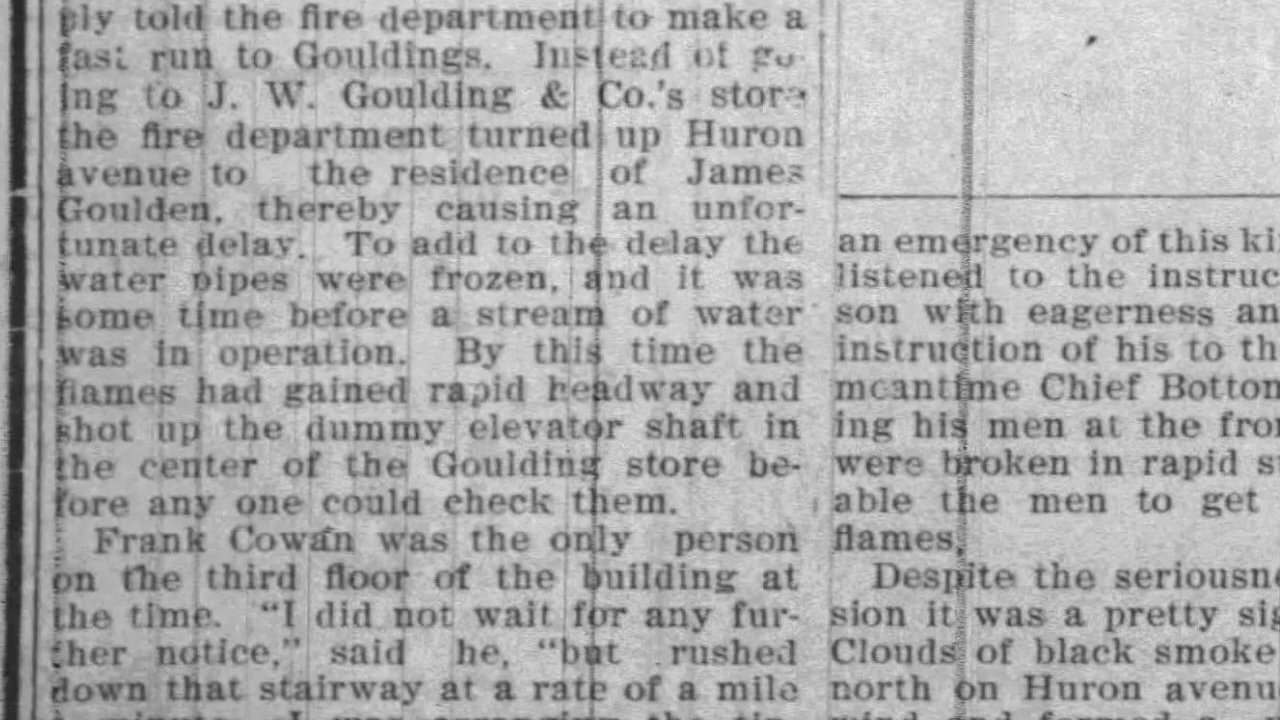 ply told the fire department to make a
fast run to Gouldings. Instead of go-
ing to J. W. Goulding & Co.'s store
the fire department turned up Huron
avenue to the residence of James
Goulden, thereby causing an unfor-
tunate delay. To add to the delay the
water pipes were frozen, and it was
some time before a stream of water
was in operation. By this time the
flames had gained rapid headway and
shot up the dummy elevator shaft in
the center of the Goulding store be-
fore any one could check them.
Frank Cowan was the only person
on the third floor of the building at
the time. "I did not wait for any fur-
ther notice," said he, "but rushed
down that stairway at a rate of a mile
an emergency of this ki
listened to the instruc
son with eagerness an
instruction of his to th
meantime Chief Bottom
ing his men at the fron
were broken in rapid s
able the men to get
flames.
Despite the seriousn
sion it was a pretty sig
Clouds of black smoke
north on Huron avenu